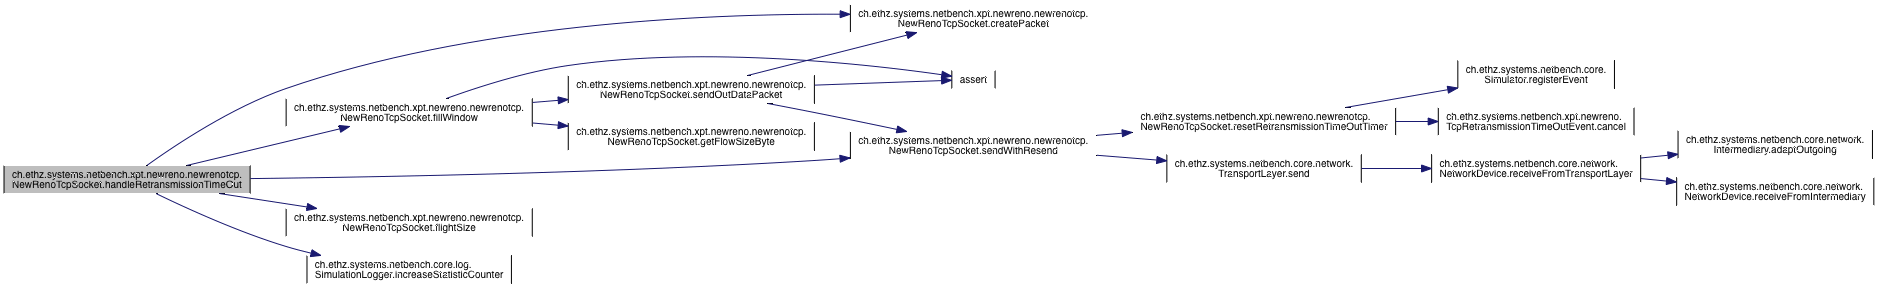 ch.ethz.systems.netbench.xpt.newreno.newrenotcp.
NewRenoTcpSocket.handleRetransmissionTimeOut
ch.ethz.systems.netbench.xpt.newreno.newrenotcp.
NewRenoTcpSocket.createPacket
ch.ethz.systems.netbench.xpt.newreno.newrenotcp.
NewRenoTcpSocket.fillWindow
assert
ch.ethz.systems.netbench.xpt.newreno.newrenotcp.
NewRenoTcpSocket.sendOutDataPacket
ch.ethz.systems.netbench.xpt.newreno.newrenotcp.
NewRenoTcpSocket.getFlowSizeByte
ch.ethz.systems.netbench.xpt.newreno.newrenotcp.
NewRenoTcpSocket.sendWithResend
ch.ethz.systems.netbench.xpt.newreno.newrenotcp.
NewRenoTcpSocket.resetRetransmissionTimeOutTimer
ch.ethz.systems.netbench.core.
Simulator.registerEvent
ch.ethz.systems.netbench.xpt.newreno.
TcpRetransmissionTimeOutEvent.cancel
ch.ethz.systems.netbench.core.network.
TransportLayer.send
ch.ethz.systems.netbench.core.network.
NetworkDevice.receiveFromTransportLayer
ch.ethz.systems.netbench.core.network.
Intermediary.adaptOutgoing
ch.ethz.systems.netbench.core.network.
NetworkDevice.receiveFromIntermediary
ch.ethz.systems.netbench.xpt.newreno.newrenotcp.
NewRenoTcpSocket.flightSize
ch.ethz.systems.netbench.core.log.
SimulationLogger.increaseStatisticCounter